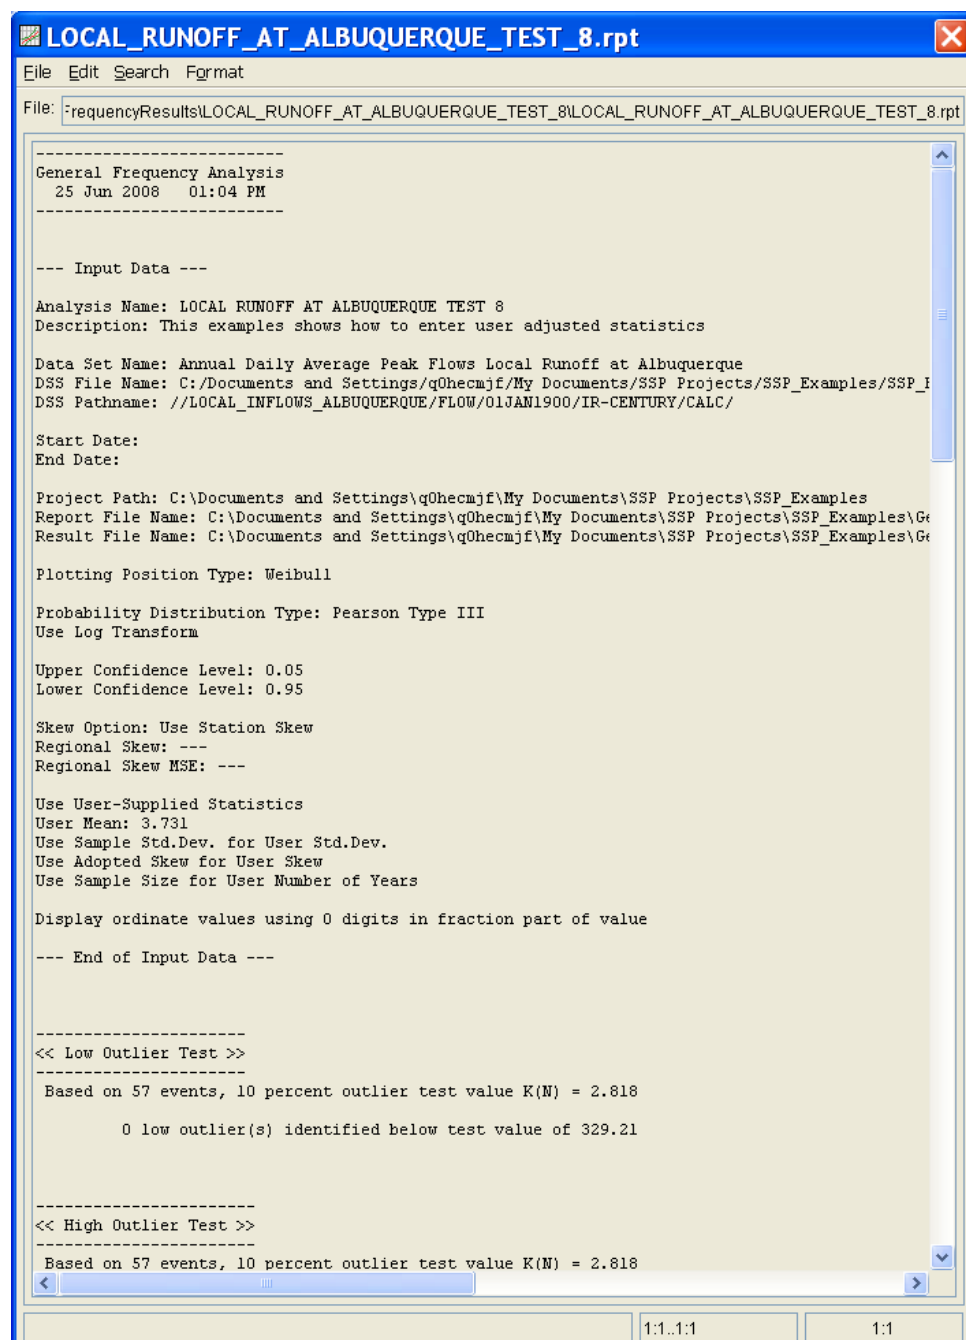 LOCAL_RUNOFF_AT_ALBUQUERQUE_TEST_8.rpt
File Edit Search Format
File: FrequencyResults\LOCAL_RUNOFF_AT_ALBUQUERQUE_TEST_8\LOCAL_RUNOFF_AT_ALBUQUERQUE_TEST_8.rpt
--------------------------
General Frequency Analysis
25 Jun 2008 01:04 PM
--------------------------
--- Input Data ---
Analysis Name: LOCAL RUNOFF AT ALBUQUERQUE TEST 8
Description: This examples shows how to enter user adjusted statistics
Data Set Name: Annual Daily Average Peak Flows Local Runoff at Albuquerque
DSS File Name: C:/Documents and Settings/q0hecmjf/My Documents/SSP Projects/SSP_Examples/SSP_E
DSS Pathname: //LOCAL_INFLOWS_ALBUQUERQUE/FLOW/01JAN1900/IR-CENTURY/CALC/
Start Date:
End Date:
Project Path: C:\Documents and Settings\q0hecmjf\My Documents\SSP Projects\SSP_Examples
Report File Name: C:\Documents and Settings\q0hecmjf\My Documents\SSP Projects\SSP_Examples\Ge
Result File Name: C:\Documents and Settings\q0hecmjf\My Documents\SSP Projects\SSP_Examples\Ge
Plotting Position Type: Weibull
Probability Distribution Type: Pearson Type III
Use Log Transform
Upper Confidence Level: 0.05
Lower Confidence Level: 0.95
Skew Option: Use Station Skew
Regional Skew: ---
Regional Skew MSE: ---
Use User-Supplied Statistics
User Mean: 3.731
Use Sample Std.Dev. for User Std.Dev.
Use Adopted Skew for User Skew
Use Sample Size for User Number of Years
Display ordinate values using 0 digits in fraction part of value
--- End of Input Data ---
----------------------
<< Low Outlier Test >>
----------------------
Based on 57 events, 10 percent outlier test value K(N) = 2.818
0 low outlier(s) identified below test value of 329.21
-----------------------
<< High Outlier Test >>
-----------------------
Based on 57 events, 10 percent outlier test value K(N) = 2.818
1:1..1:1 1:1